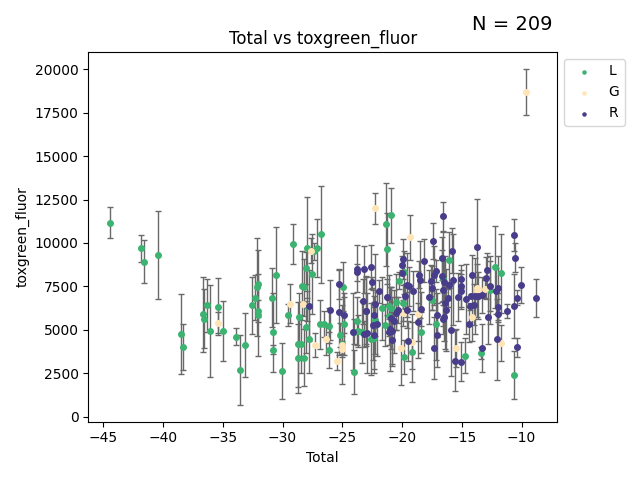 N = 209
Total vs toxgreen_fluor
20000
17500
15000
12500
10000
7500
5000
2500
0
toxgreen_fluor
−45 −40 −35 −30 −25 −20 −15 −10
Total
L
G
R